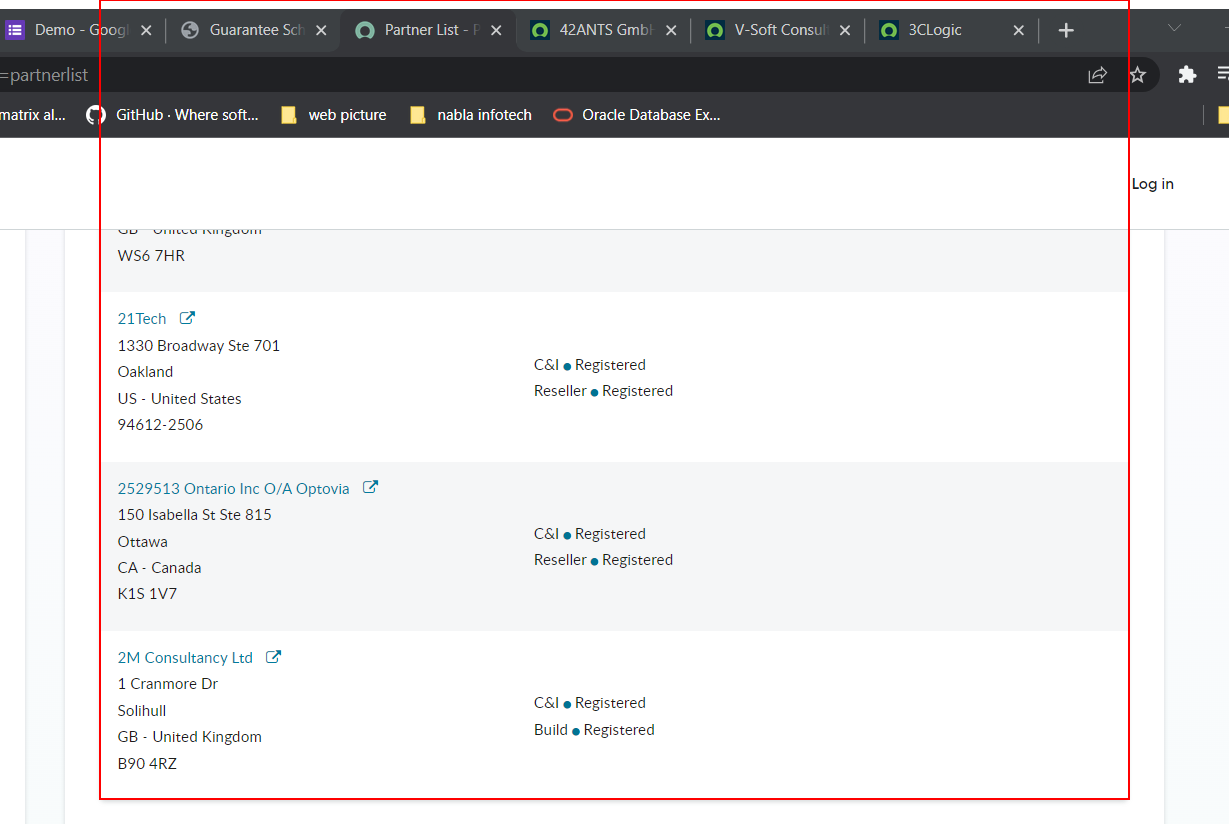 Demo - Googl
Guarantee Sch
Partner List - P
42ANTS GmbH
V-Soft Consult
3CLogic
=partnerlist
matrix al...
GitHub · Where soft...
web picture
nabla infotech
Oracle Database Ex...
Log in
GB - United Kingdom
WS6 7HR
21Tech
1330 Broadway Ste 701
Oakland
US - United States
94612-2506
C&I ● Registered
Reseller ● Registered
2529513 Ontario Inc O/A Optovia
150 Isabella St Ste 815
Ottawa
CA - Canada
K1S 1V7
C&I ● Registered
Reseller ● Registered
2M Consultancy Ltd
1 Cranmore Dr
Solihull
GB - United Kingdom
B90 4RZ
C&I ● Registered
Build ● Registered